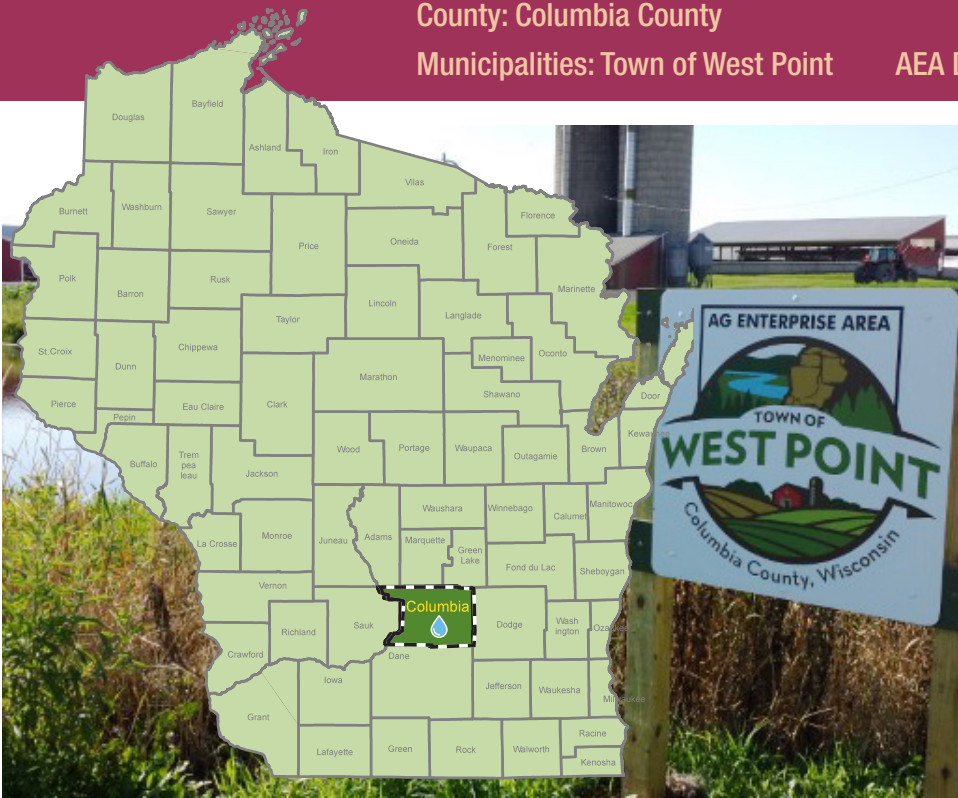 County: Columbia County
Municipalities: Town of West Point AEA
Douglas
Bayfield
Ashland
Iron
Vilas
Burnett
Washburn
Sawyer
Price
Oneida
Forest
Florence
Polk
Barron
Rusk
Taylor
Lincoln
Langlade
Marinette
St.Croix
Dunn
Chippewa
Marathon
Menominee
Oconto
Shawano
Door
Pierce
Pepin
Eau Claire
Clark
Buffalo
Trem
pea
leau
Jackson
Wood
Portage
Waupaca
Outagamie
Brown
Kewaunee
La Crosse
Monroe
Juneau
Adams
Waushara
Marquette
Green
Lake
Winnebago
Calumet
Manitowoc
Fond du Lac
Sheboygan
Vernon
Crawford
Richland
Sauk
Columbia
Dane
Dodge
Wash
ington
Ozaukee
Iowa
Grant
Lafayette
Green
Rock
Jefferson
Waukesha
Milwaukee
Walworth
Racine
Kenosha
AG ENTERPRISE AREA
TOWN OF
WEST POINT
Columbia County, Wisconsin